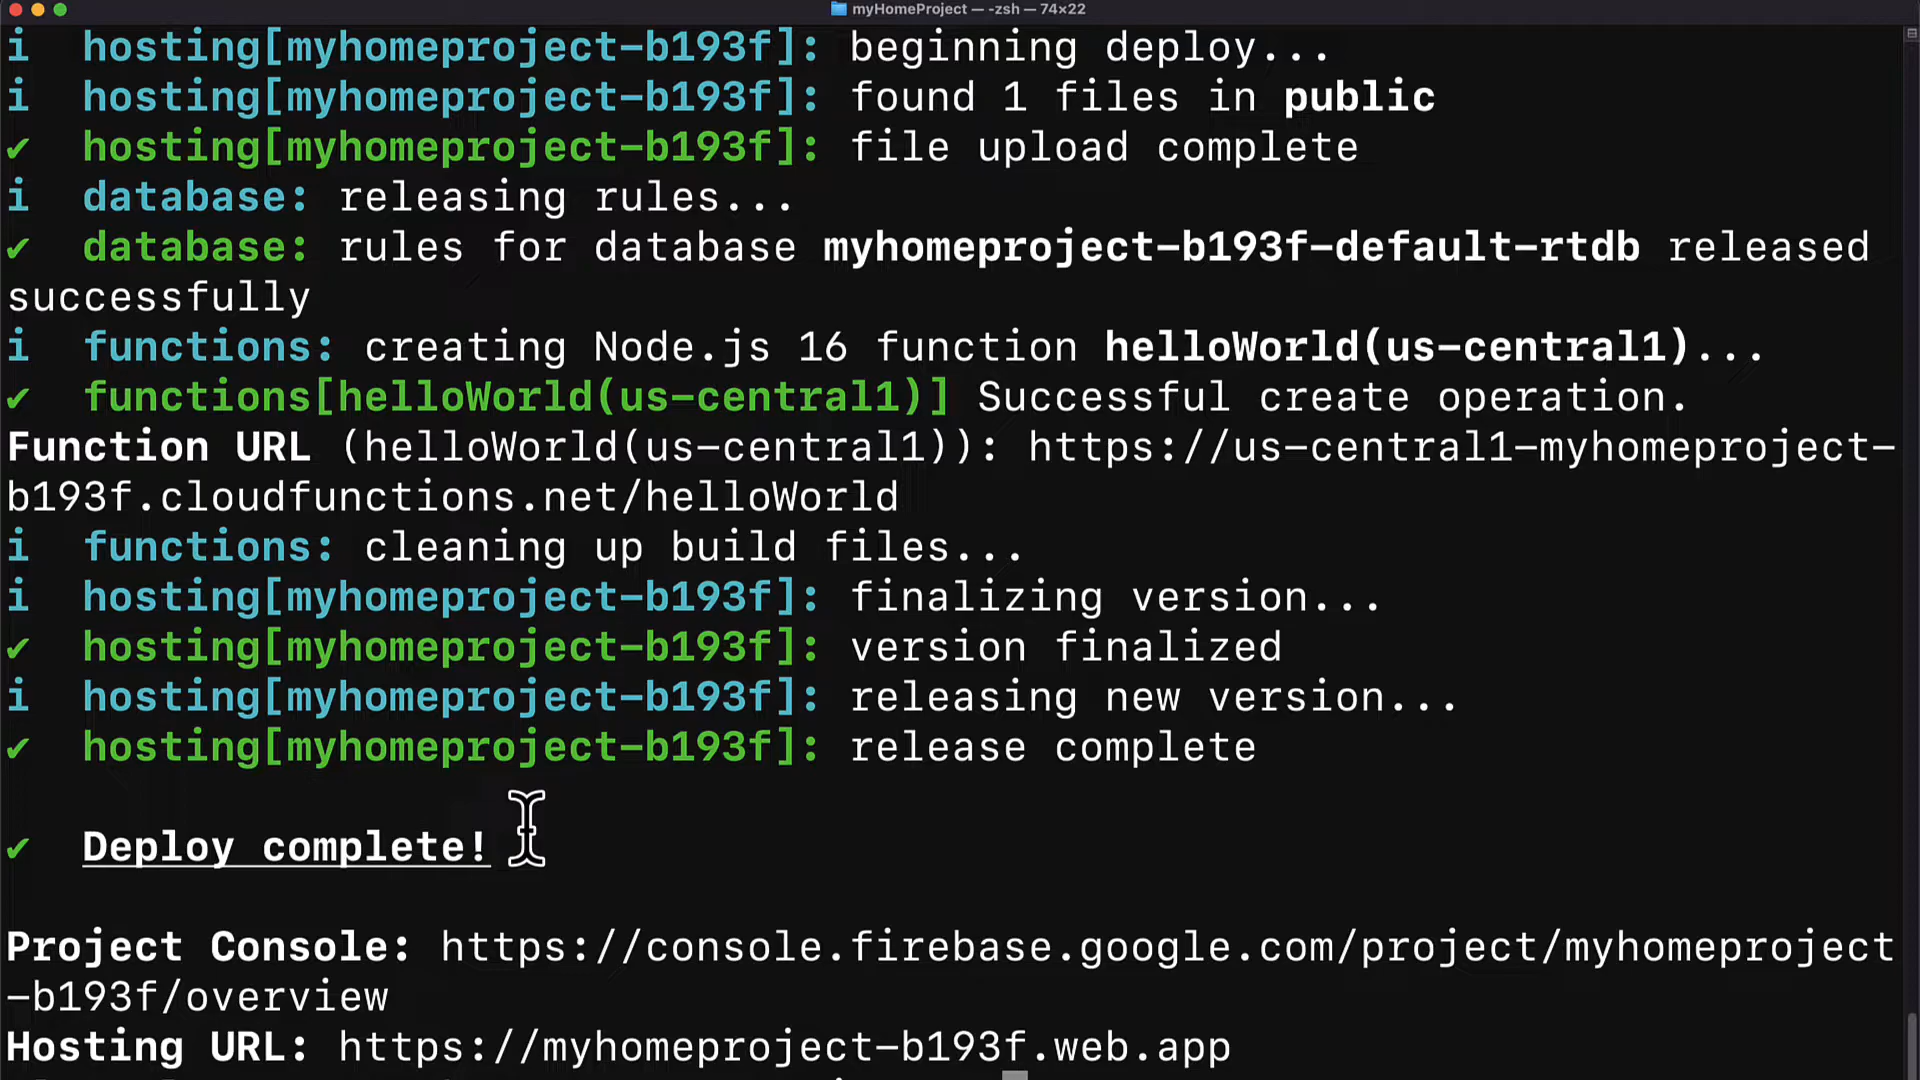 myHomeProject — -zsh — 74×22
i  hosting[myhomeproject-b193f]: beginning deploy...
i  hosting[myhomeproject-b193f]: found 1 files in public
✔  hosting[myhomeproject-b193f]: file upload complete
i  database: releasing rules...
✔  database: rules for database myhomeproject-b193f-default-rtdb released
successfully
i  functions: creating Node.js 16 function helloWorld(us-central1)...
✔  functions[helloWorld(us-central1)] Successful create operation.
Function URL (helloWorld(us-central1)): https://us-central1-myhomeproject-
b193f.cloudfunctions.net/helloWorld
i  functions: cleaning up build files...
i  hosting[myhomeproject-b193f]: finalizing version...
✔  hosting[myhomeproject-b193f]: version finalized
i  hosting[myhomeproject-b193f]: releasing new version...
✔  hosting[myhomeproject-b193f]: release complete
✔  Deploy complete!
Project Console: https://console.firebase.google.com/project/myhomeproject
-b193f/overview
Hosting URL: https://myhomeproject-b193f.web.app